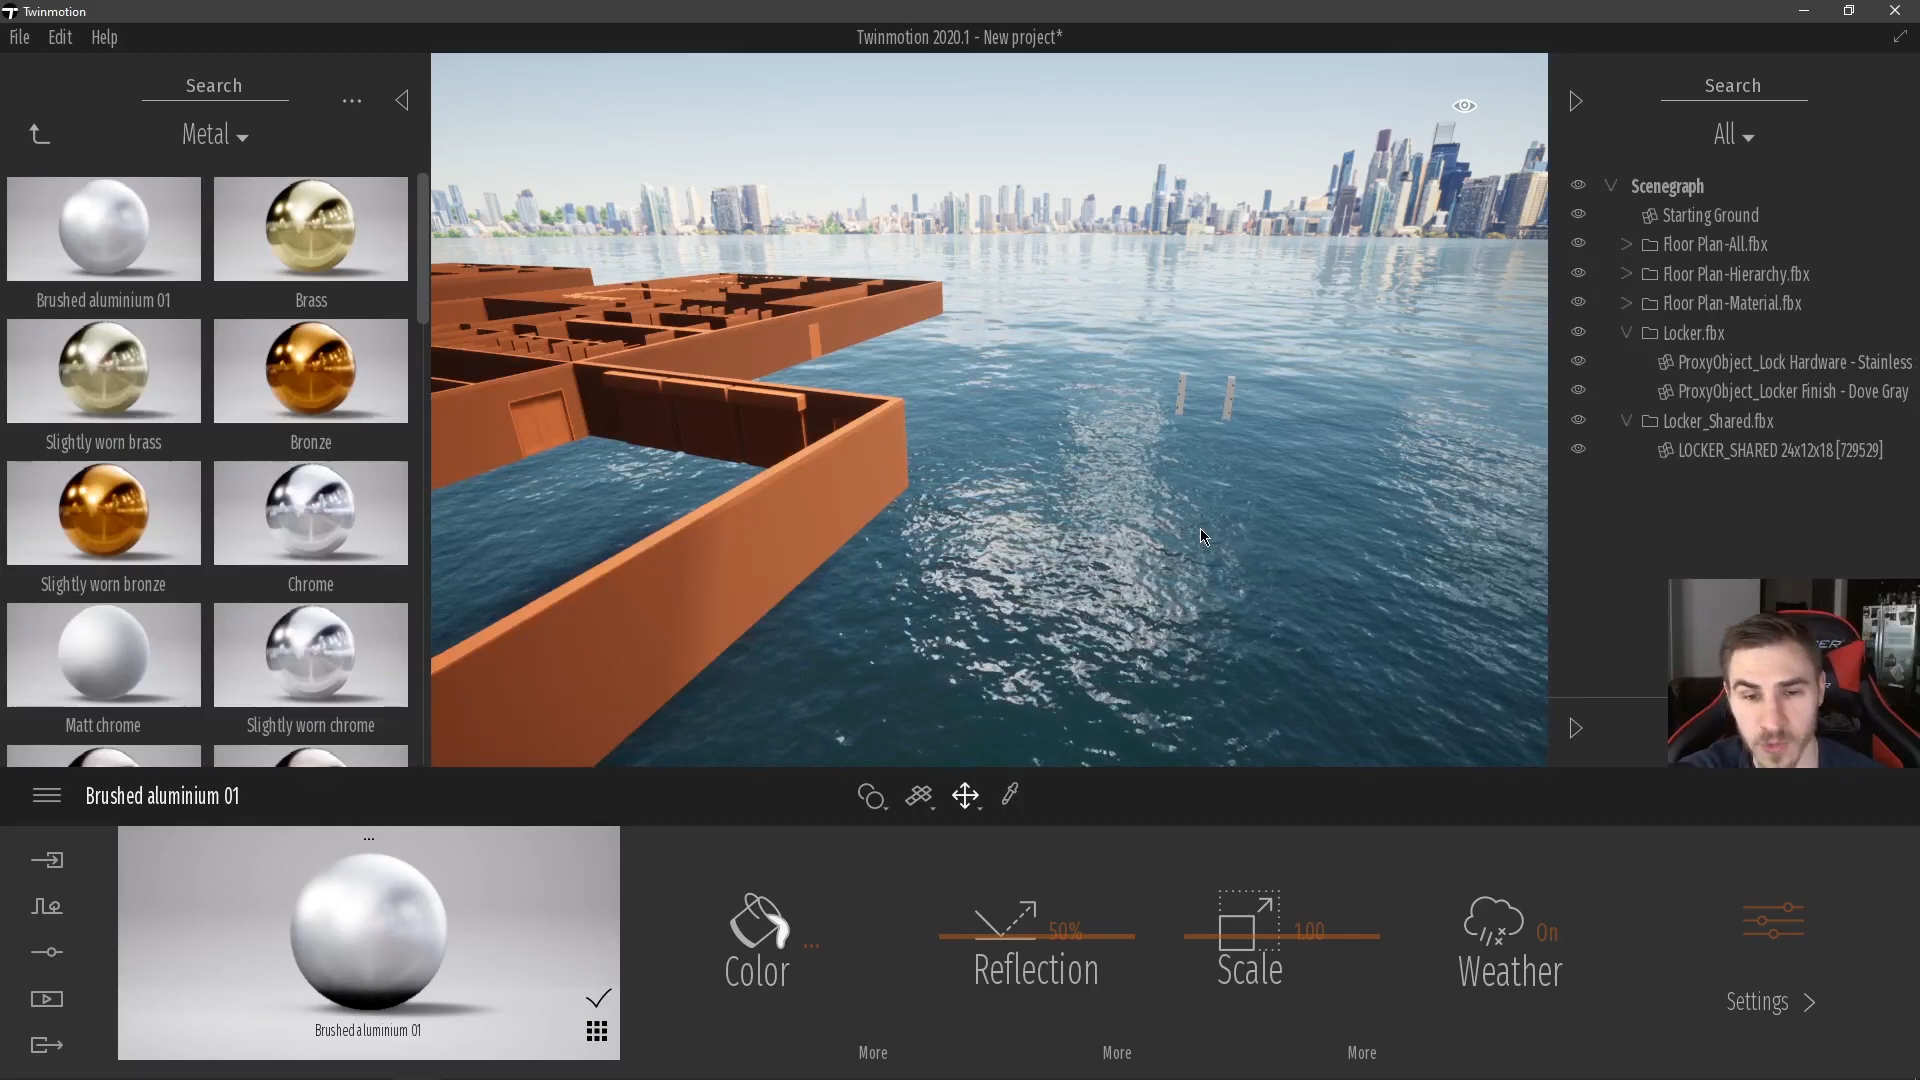 Twinmotion
File Edit Help
Twinmotion 2020.1 - New project*
Search
...
Metal
Brushed aluminium 01
Brass
Slightly worn brass
Bronze
Slightly worn bronze
Chrome
Matt chrome
Slightly worn chrome
Search
All
Scenegraph
Starting Ground
Floor Plan-All.fbx
Floor Plan-Hierarchy.fbx
Floor Plan-Material.fbx
Locker.fbx
ProxyObject_Lock Hardware - Stainless
ProxyObject_Locker Finish - Dove Gray
Locker_Shared.fbx
LOCKER_SHARED 24x12x18 [729529]
Brushed aluminium 01
...
Brushed aluminium 01
...
Color
More
50%
Reflection
More
1.00
Scale
More
On
Weather
Settings